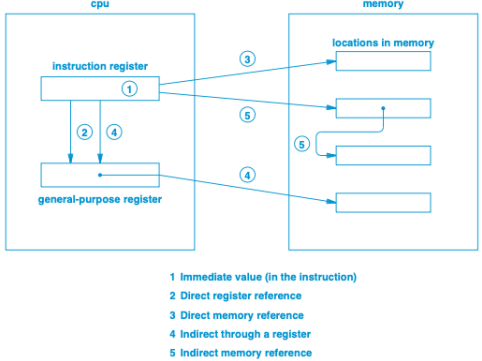 cpu
memory
locations in memory
instruction register
1
3
5
2
4
5
4
general-purpose register
1 Immediate value (in the instruction)
2 Direct register reference
3 Direct memory reference
4 Indirect through a register
5 Indirect memory reference